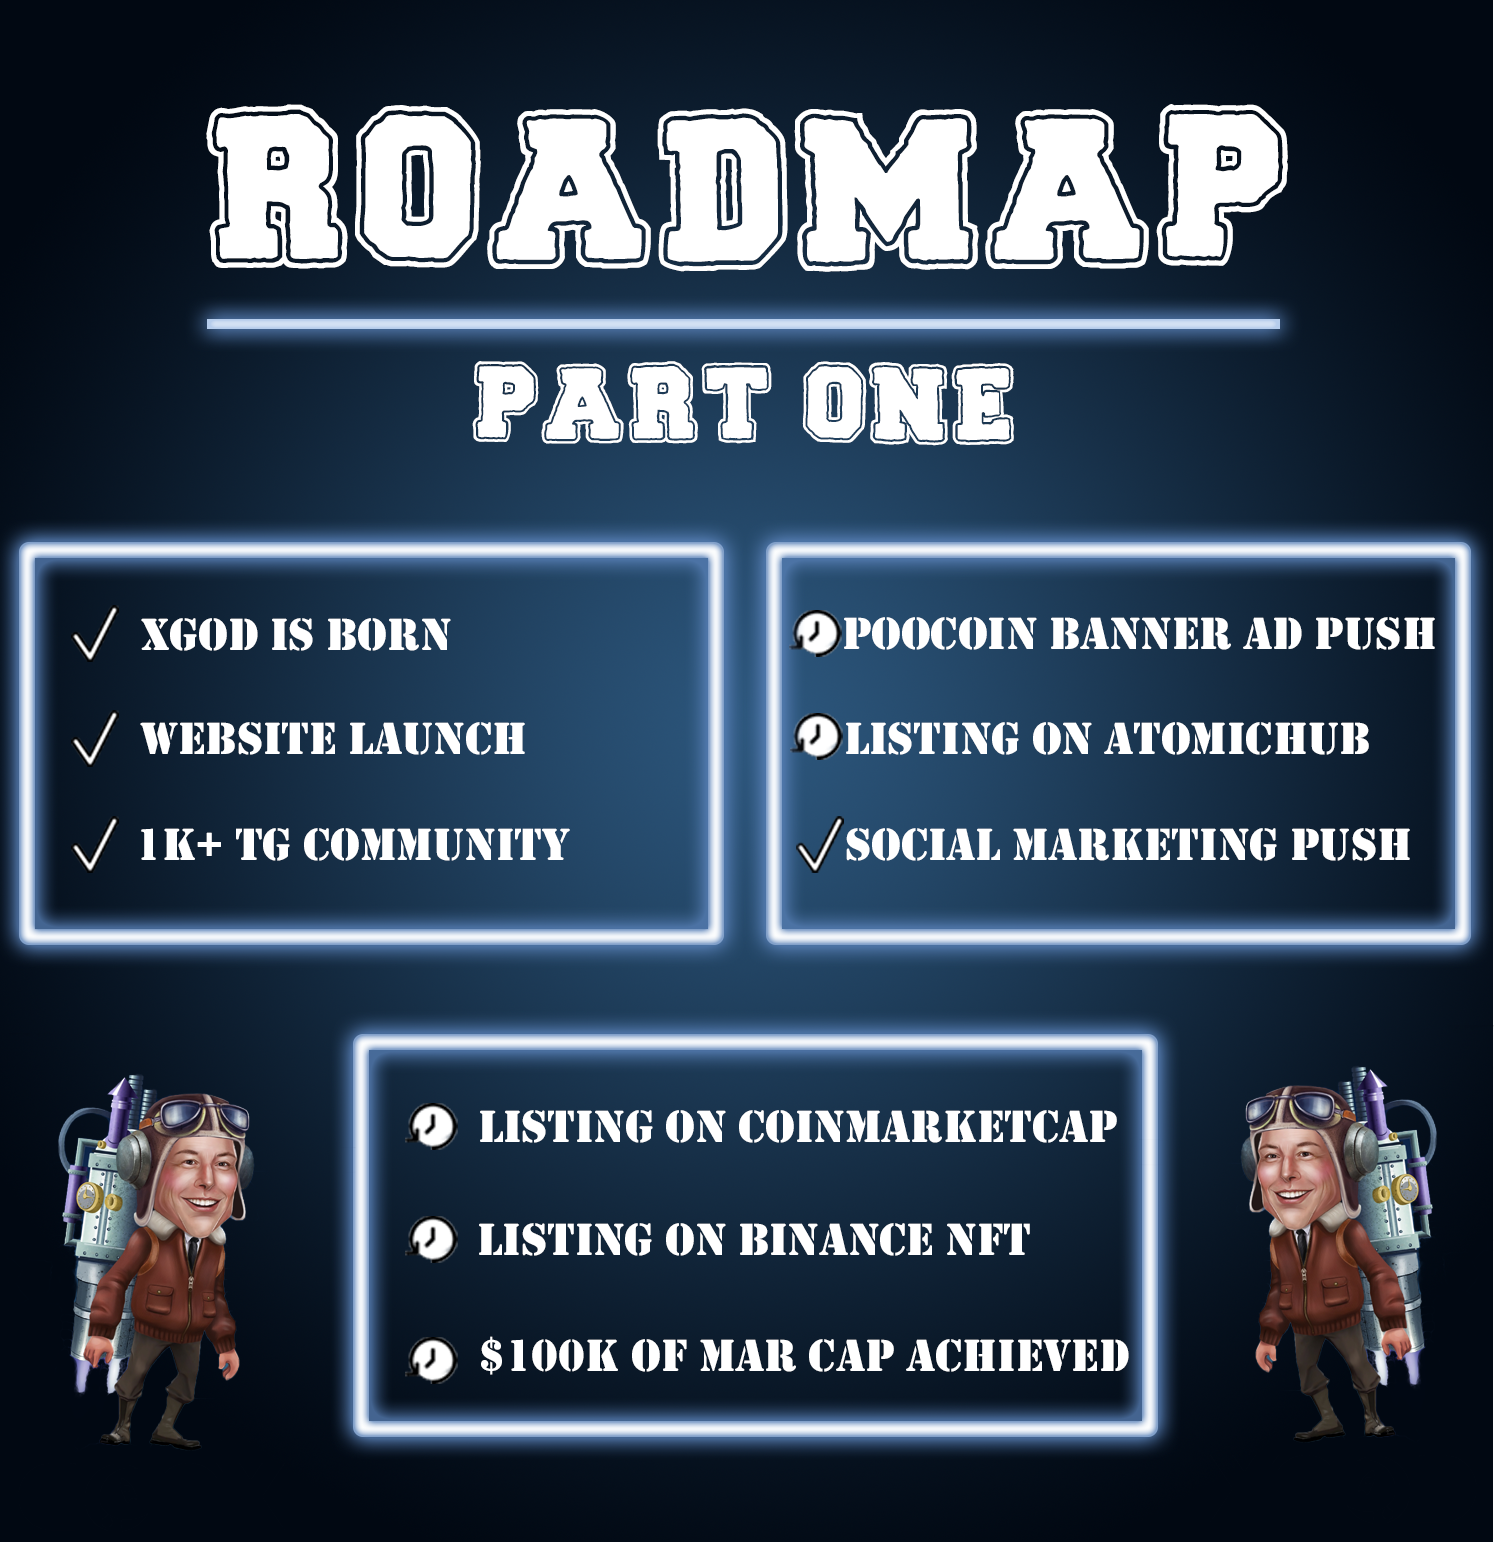 ROADMAP
PART ONE
XGOD IS BORN
WEBSITE LAUNCH
1K+ TG COMMUNITY
POOCOIN BANNER AD PUSH
LISTING ON ATOMICHUB
SOCIAL MARKETING PUSH
LISTING ON COINMARKETCAP
LISTING ON BINANCE NFT
$100K OF MAR CAP ACHIEVED